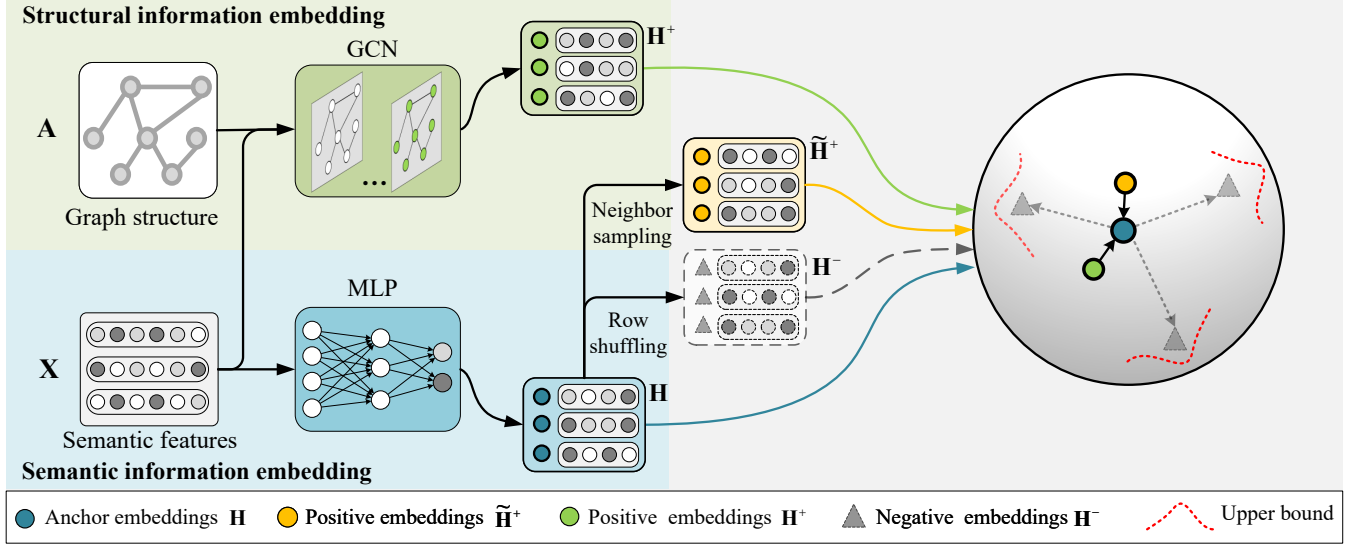 Structural information embedding
GCN
H⁺
A
Graph structure
H̃⁺
Neighbor
sampling
H⁻
MLP
Row
shuffling
X
H
Semantic features
Semantic information embedding
...
Anchor embeddings H
Positive embeddings H̃⁺
Positive embeddings H⁺
Negative embeddings H⁻
Upper bound